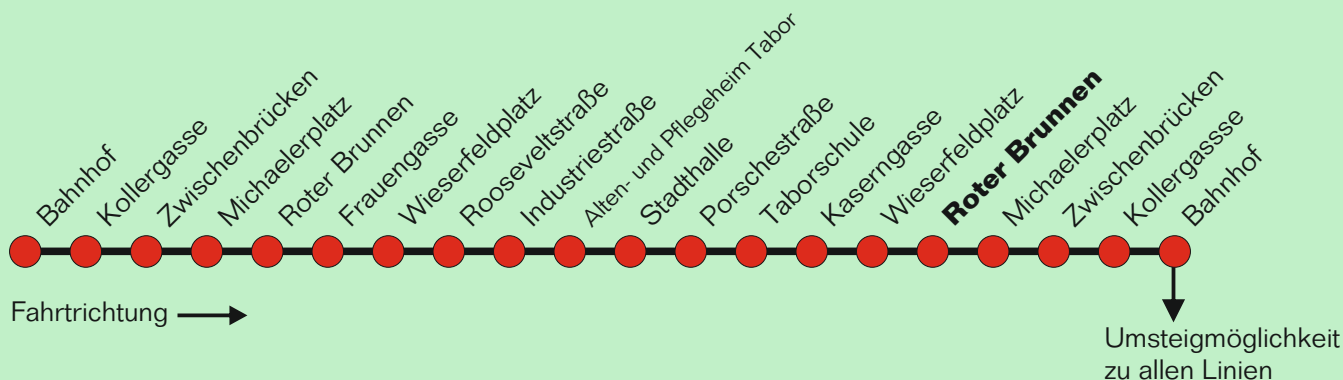 Bahnhof
Kollergasse
Zwischenbrücken
Michaelerplatz
Roter Brunnen
Frauengasse
Wieserfeldplatz
Rooseveltstraße
Industriestraße
Alten- und Pflegeheim Tabor
Stadthalle
Porschestraße
Taborschule
Kaserngasse
Wieserfeldplatz
Roter Brunnen
Michaelerplatz
Zwischenbrücken
Kollergasse
Bahnhof
Fahrtrichtung
Umsteigmöglichkeit
zu allen Linien